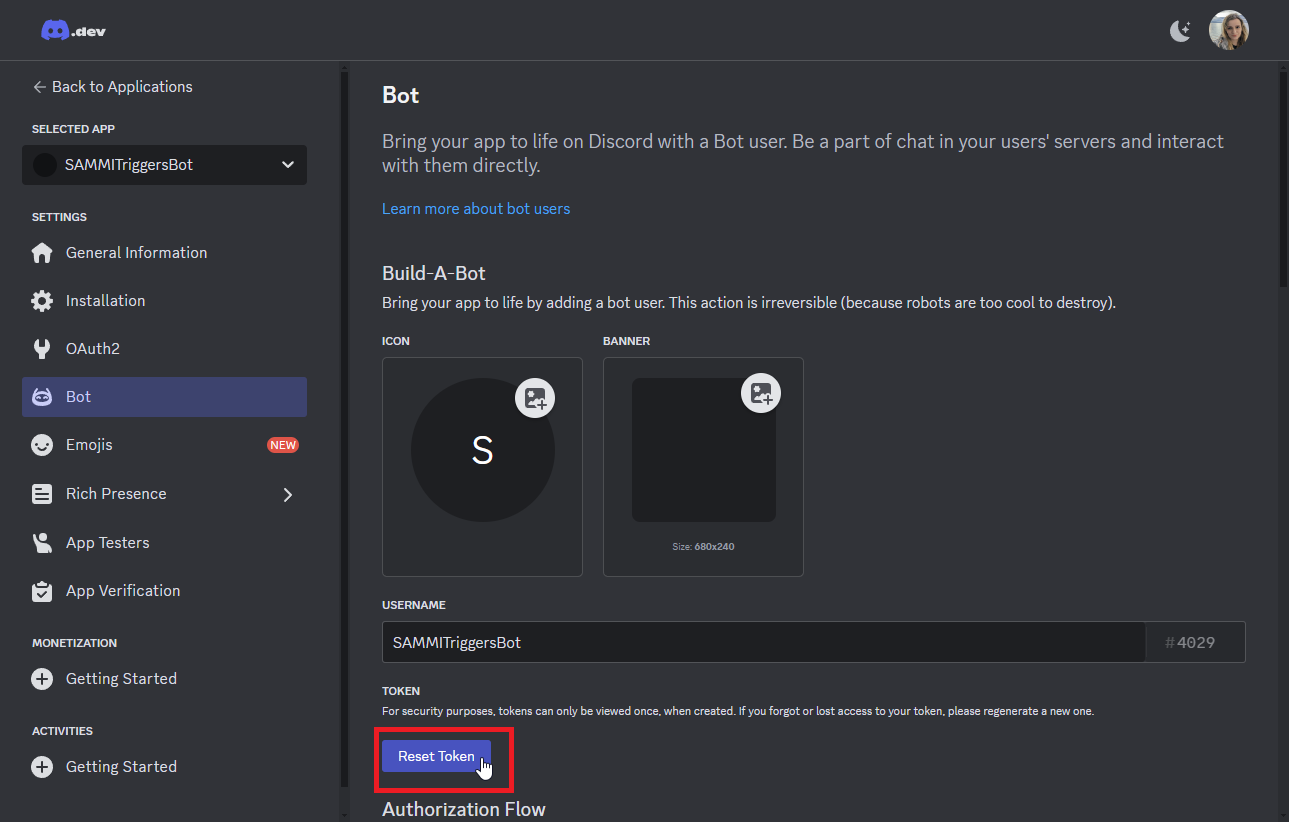 .dev
Back to Applications
SELECTED APP
SAMMITriggersBot
SETTINGS
General Information
Installation
OAuth2
Bot
Emojis
NEW
Rich Presence
App Testers
App Verification
MONETIZATION
Getting Started
ACTIVITIES
Getting Started
Bot
Bring your app to life on Discord with a Bot user. Be a part of chat in your users' servers and interact
with them directly.
Learn more about bot users
Build-A-Bot
Bring your app to life by adding a bot user. This action is irreversible (because robots are too cool to destroy).
ICON
BANNER
S
Size: 680x240
USERNAME
SAMMITriggersBot
#4029
TOKEN
For security purposes, tokens can only be viewed once, when created. If you forgot or lost access to your token, please regenerate a new one.
Reset Token
Authorization Flow